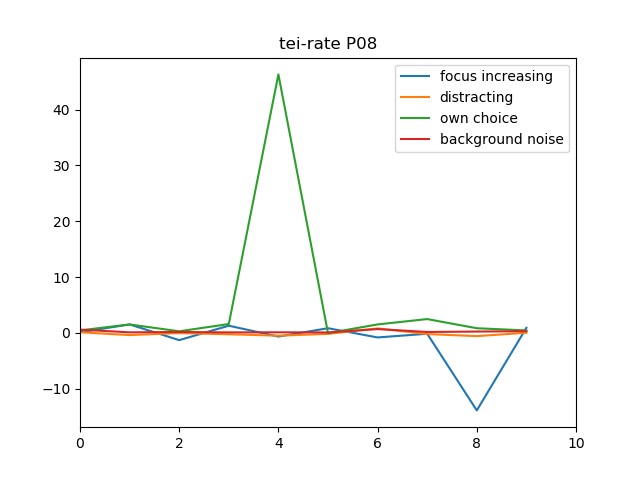 tei-rate P08
focus increasing
distracting
own choice
background noise
40
30
20
10
0
−10
0 2 4 6 8 10